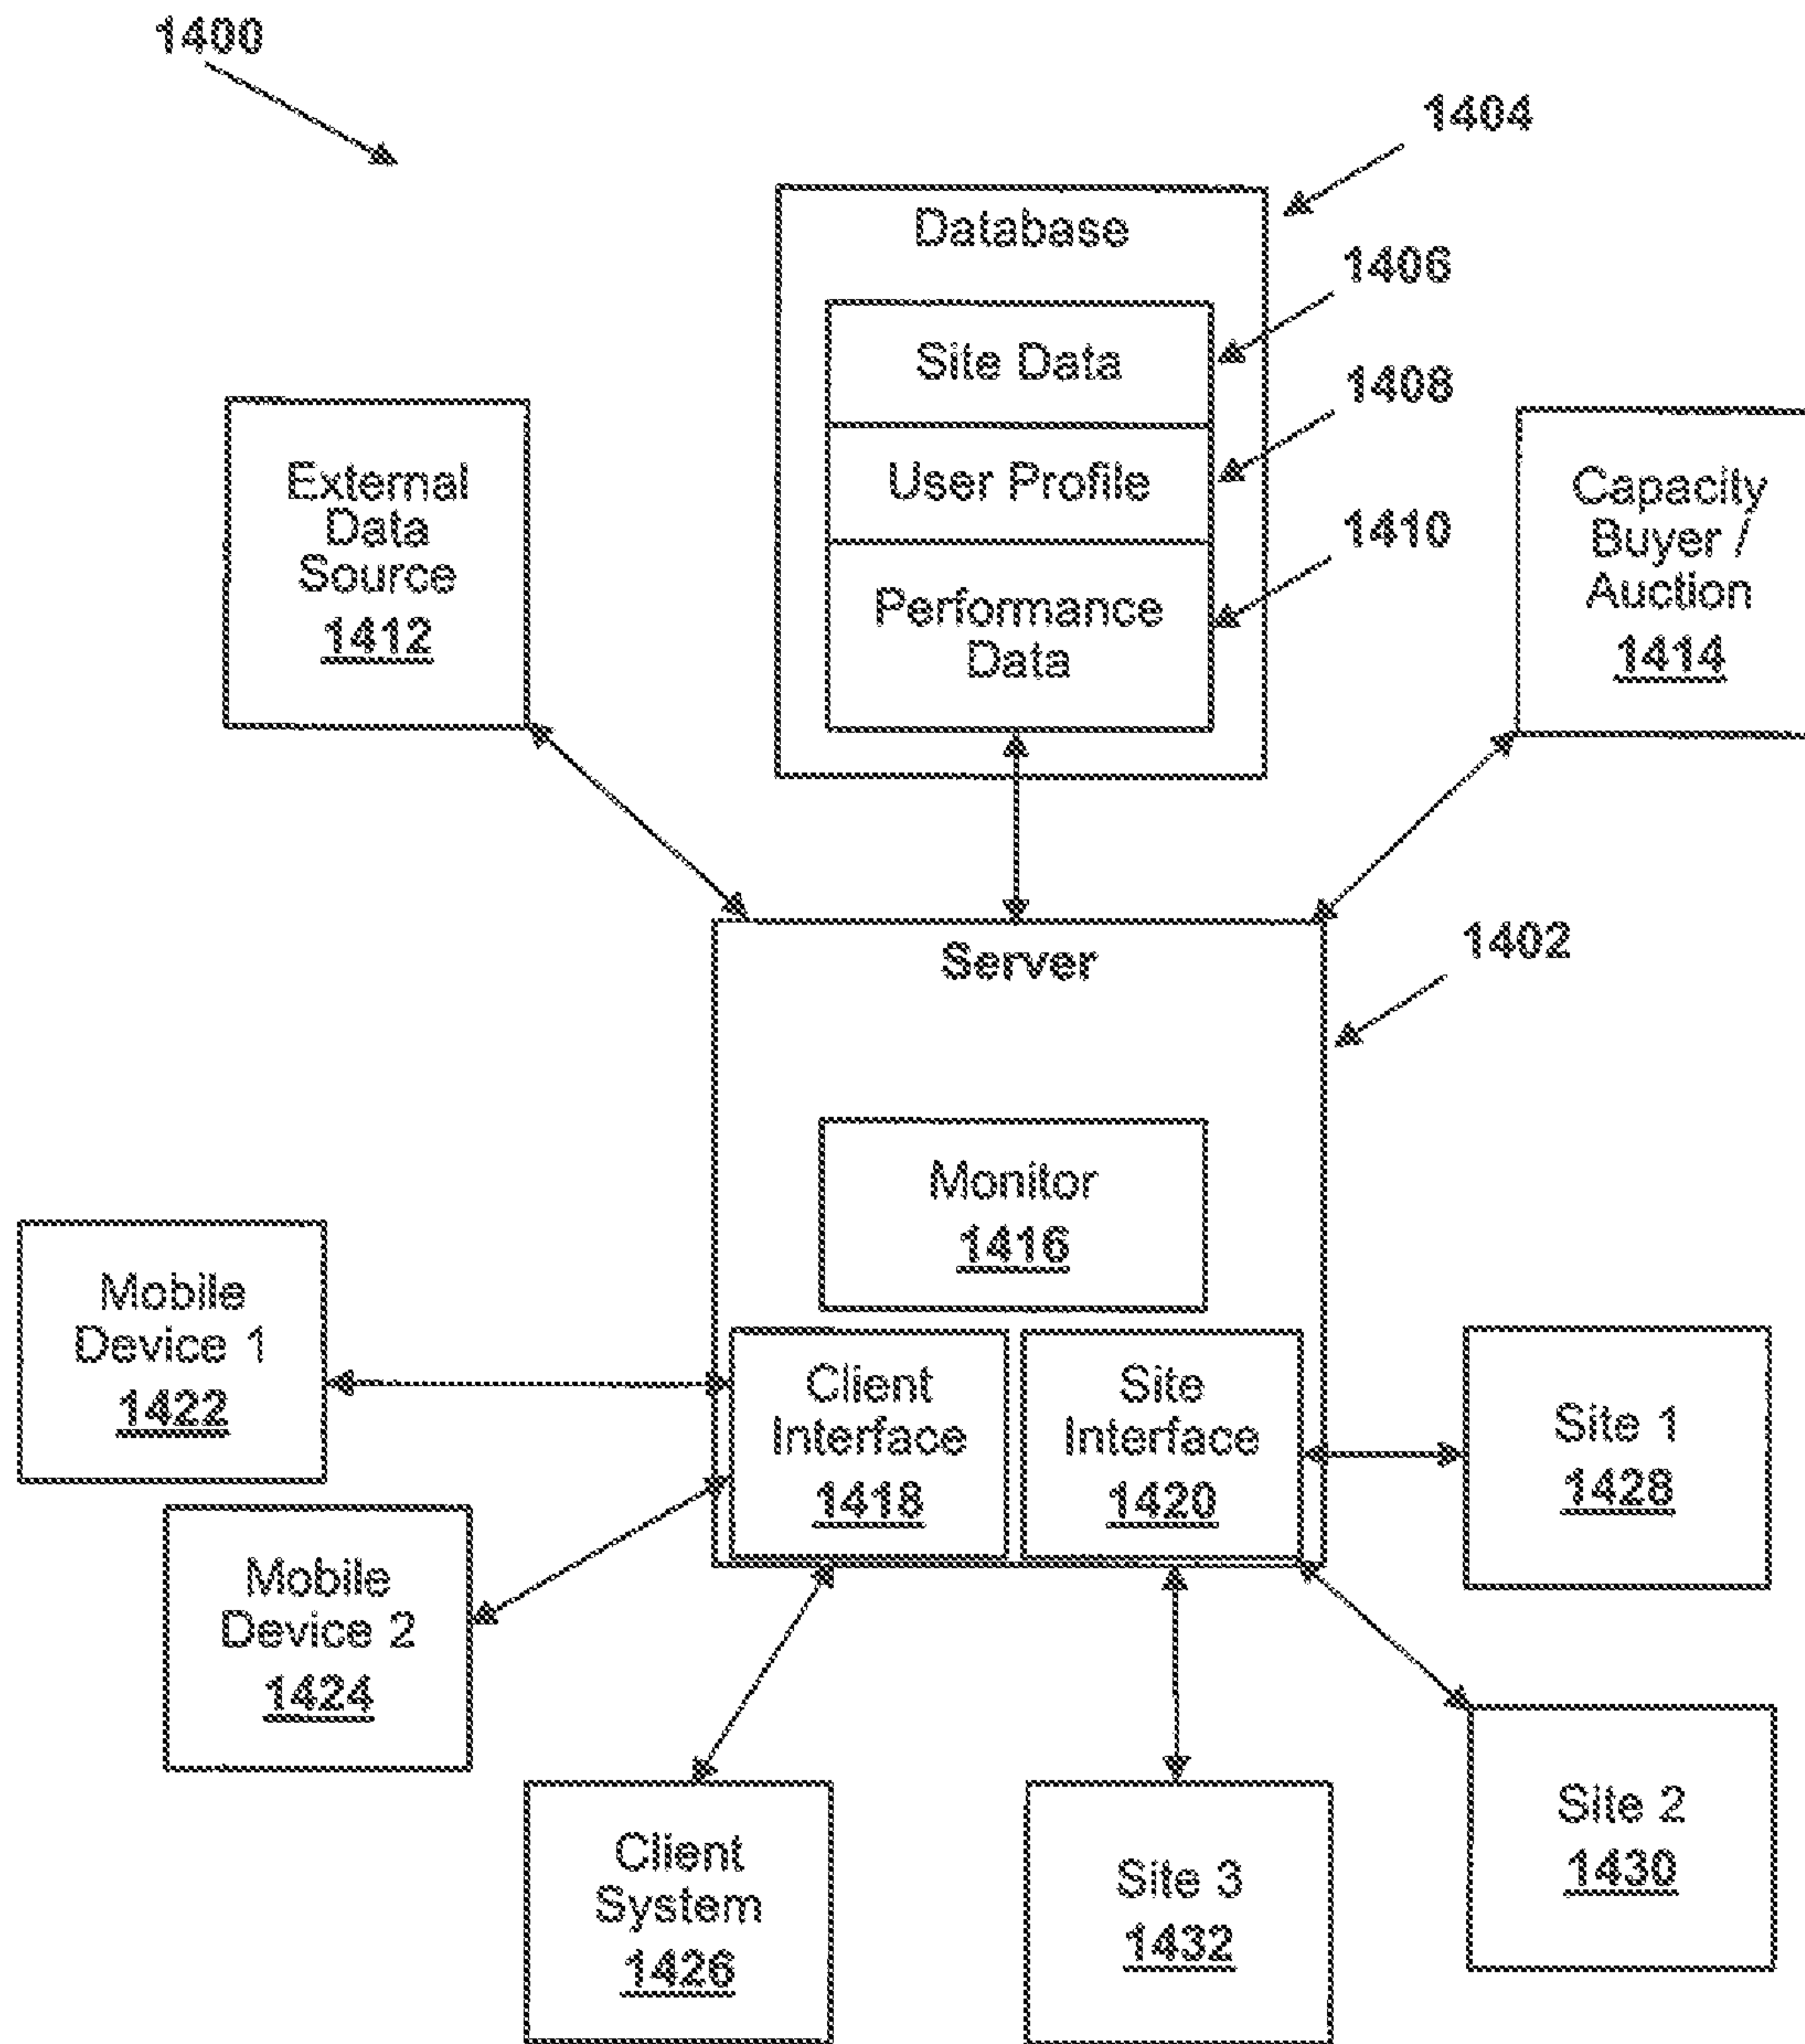 1400
1404
Database
1406
Site Data
1408
User Profile
1410
Performance
Data
External
Data
Source
1412
Capacity
Buyer /
Auction
1414
1402
Server
Monitor
1416
Mobile
Device 1
1422
Client
Interface
1418
Site
Interface
1420
Site 1
1428
Mobile
Device 2
1424
Client
System
1426
Site 3
1432
Site 2
1430